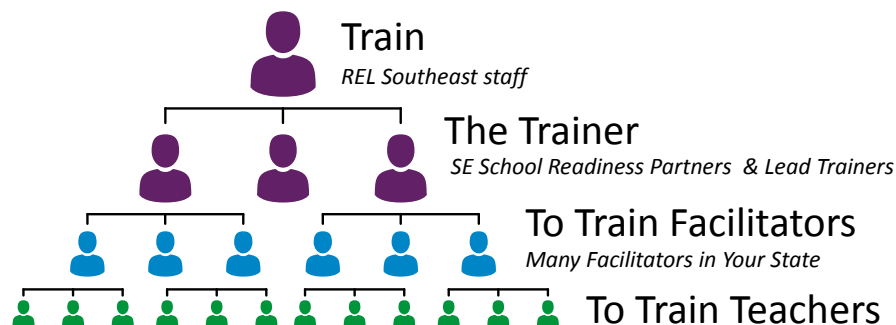 Train
REL Southeast staff
The Trainer
SE School Readiness Partners & Lead Trainers
To Train Facilitators
Many Facilitators in Your State
To Train Teachers